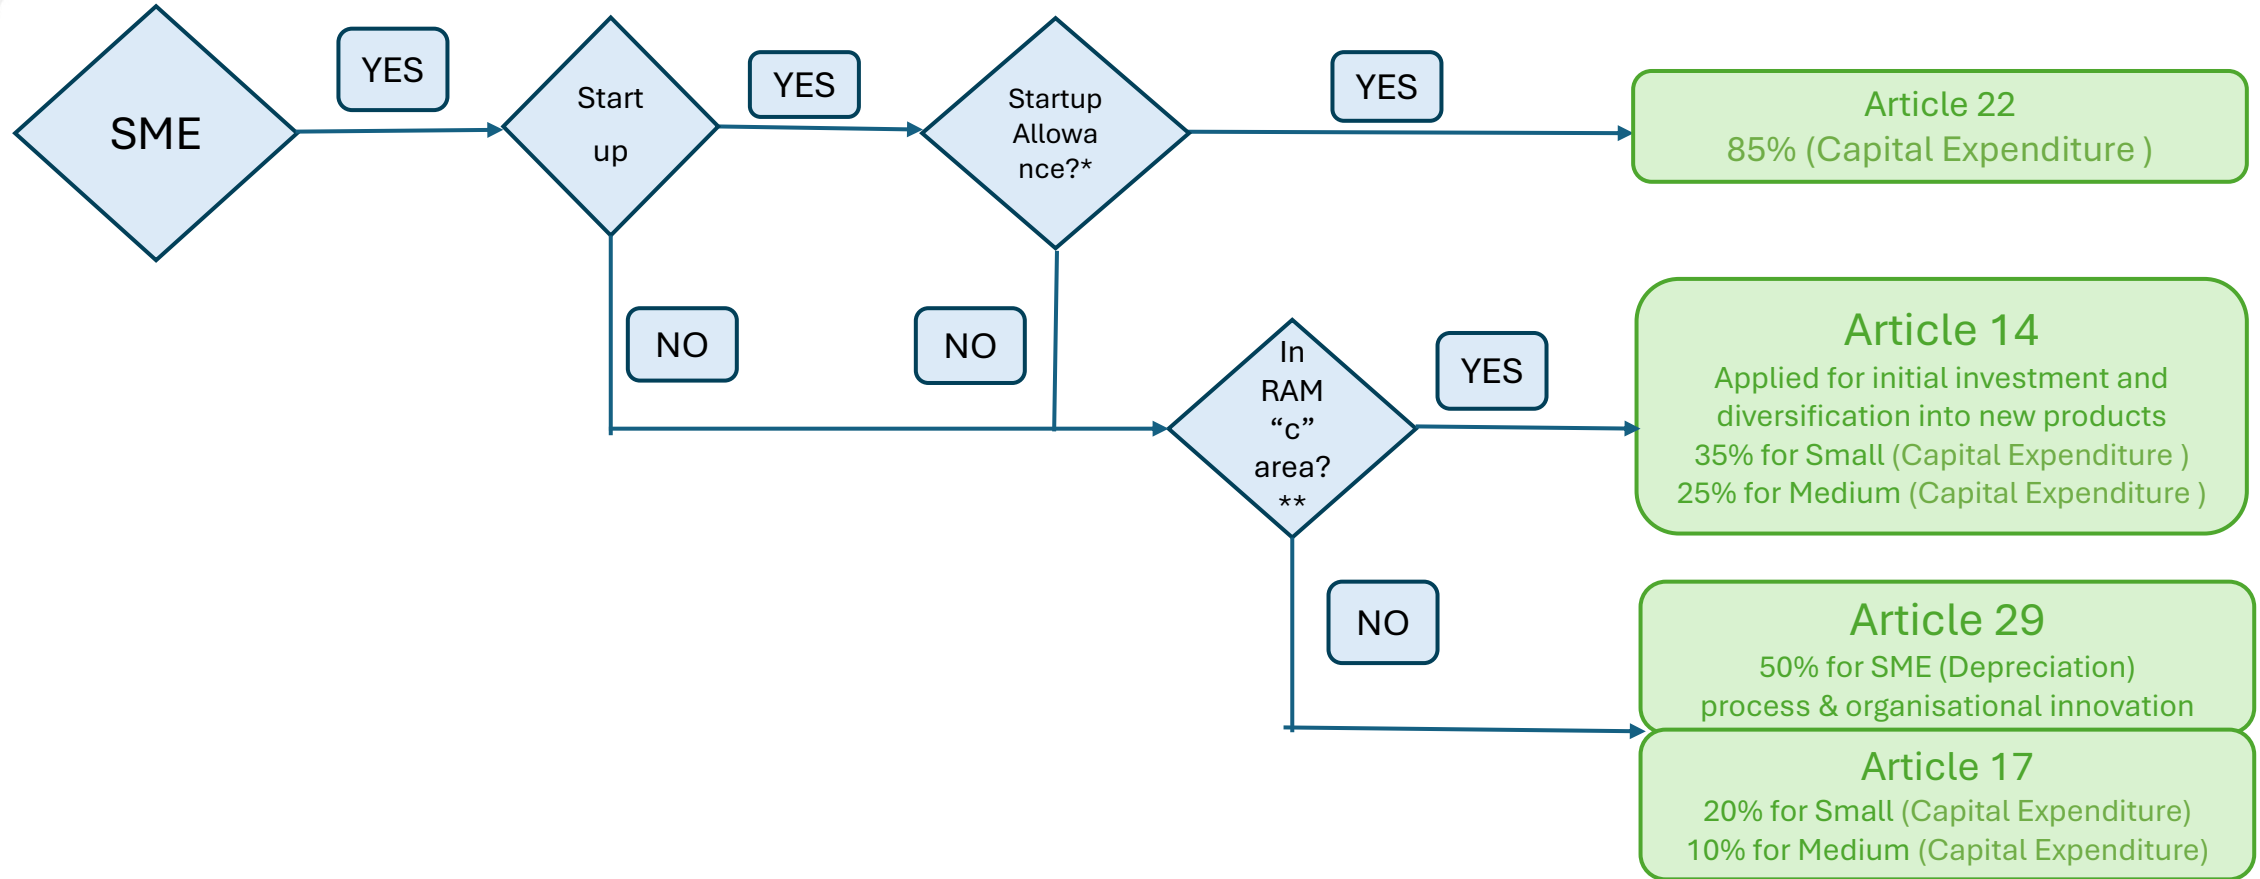 SME
YES
Start
up
YES
Startup
Allowa
nce?*
YES
Article 22
85% (Capital Expenditure )
NO
NO
In
RAM
“c”
area?
**
YES
Article 14
Applied for initial investment and
diversification into new products
35% for Small (Capital Expenditure )
25% for Medium (Capital Expenditure )
NO
Article 29
50% for SME (Depreciation)
process & organisational innovation
Article 17
20% for Small (Capital Expenditure)
10% for Medium (Capital Expenditure)